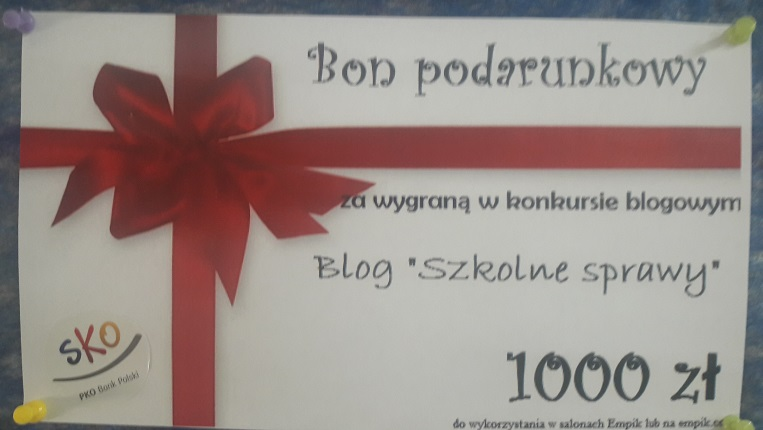 Bon podarunkowy
za wygraną w konkursie blogowym
Blog "Szkolne sprawy"
1000 zł
SKO
PKO Bank Polski
do wykorzystania w salonach Empik lub na